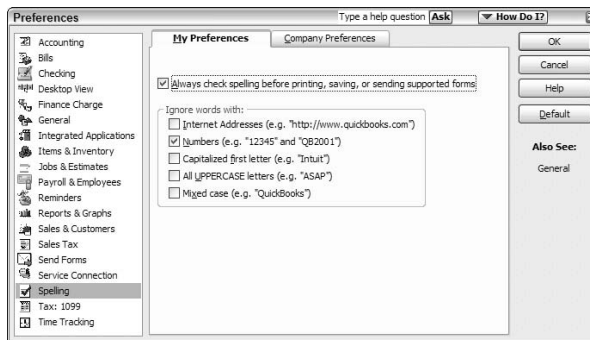 Preferences
Type a help question Ask
How Do I?
Accounting
Bills
Checking
Desktop View
Finance Charge
General
Integrated Applications
Items & Inventory
Jobs & Estimates
Payroll & Employees
Reminders
Reports & Graphs
Sales & Customers
Sales Tax
Send Forms
Service Connection
Spelling
Tax: 1099
Time Tracking
My Preferences
Company Preferences
Always check spelling before printing, saving, or sending supported forms
Ignore words with:
Internet Addresses (e.g. "http://www.quickbooks.com")
Numbers (e.g. "12345" and "QB2001")
Capitalized first letter (e.g. "Intuit")
All UPPERCASE letters (e.g. "ASAP")
Mixed case (e.g. "QuickBooks")
OK
Cancel
Help
Default
Also See:
General